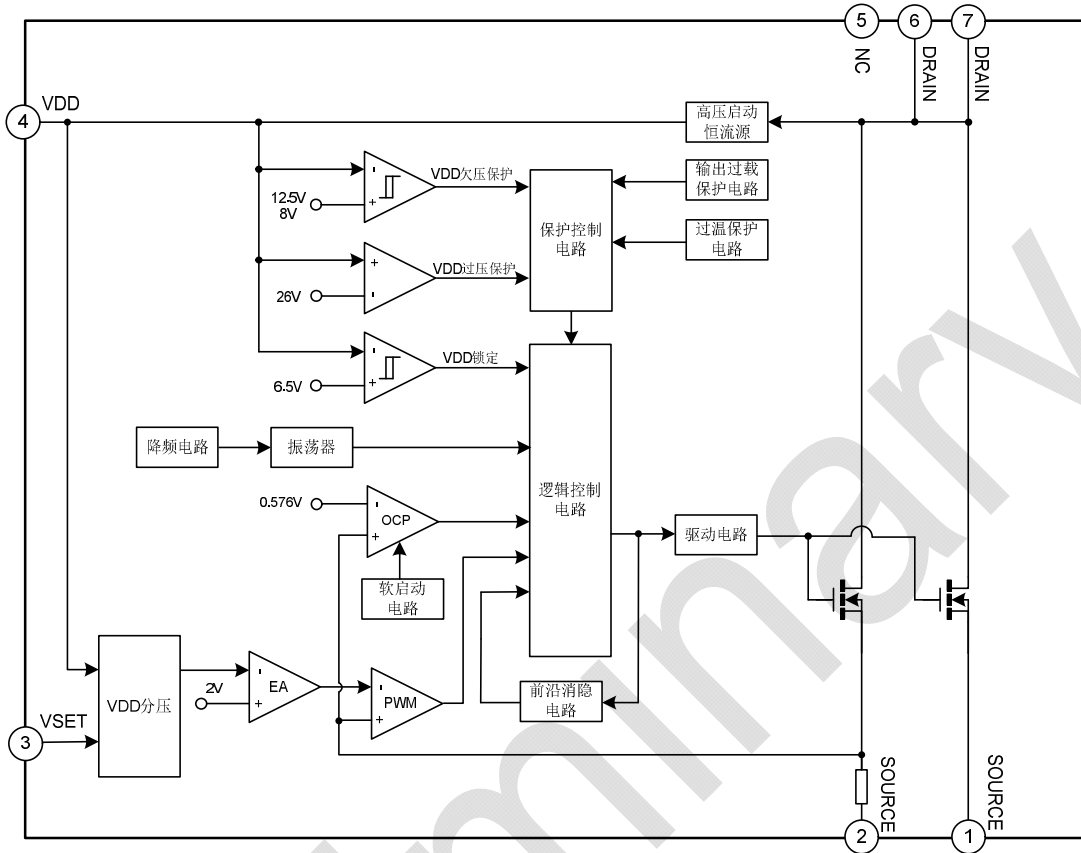 5
6
7
NC
DRAIN
DRAIN
4
VDD
高压启动
恒流源
-
+
12.5V
8V
VDD欠压保护
输出过载
保护电路
保护控制
电路
过温保护
电路
+
-
26V
VDD过压保护
-
+
6.5V
VDD锁定
降频电路
振荡器
逻辑控制
电路
0.576V
-
+
OCP
驱动电路
软启动
电路
VDD分压
2V
-
+
EA
-
+
PWM
前沿消隐
电路
VSET
3
SOURCE
SOURCE
2
1
iminary